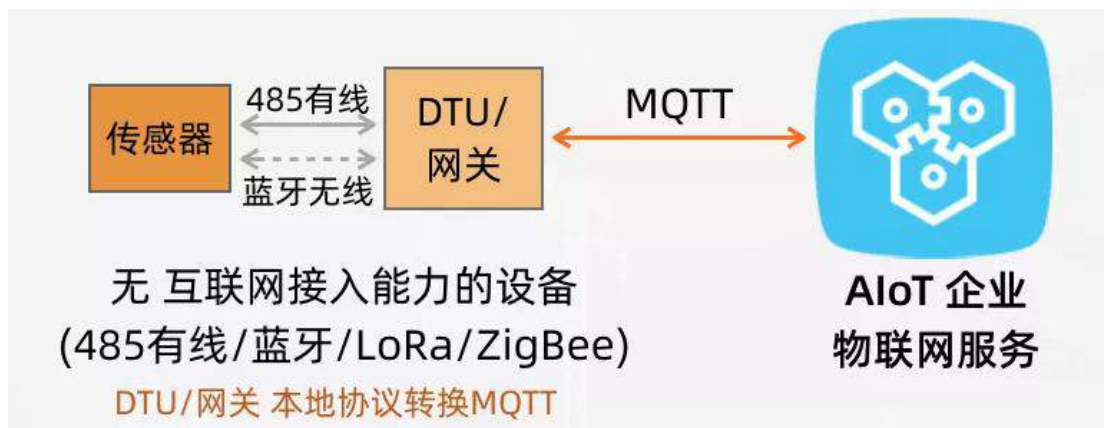 485有线
传感器
蓝牙无线
DTU/
网关
MQTT
无 互联网接入能力的设备
(485有线/蓝牙/LoRa/ZigBee)
DTU/网关 本地协议转换MQTT
AIoT 企业
物联网服务